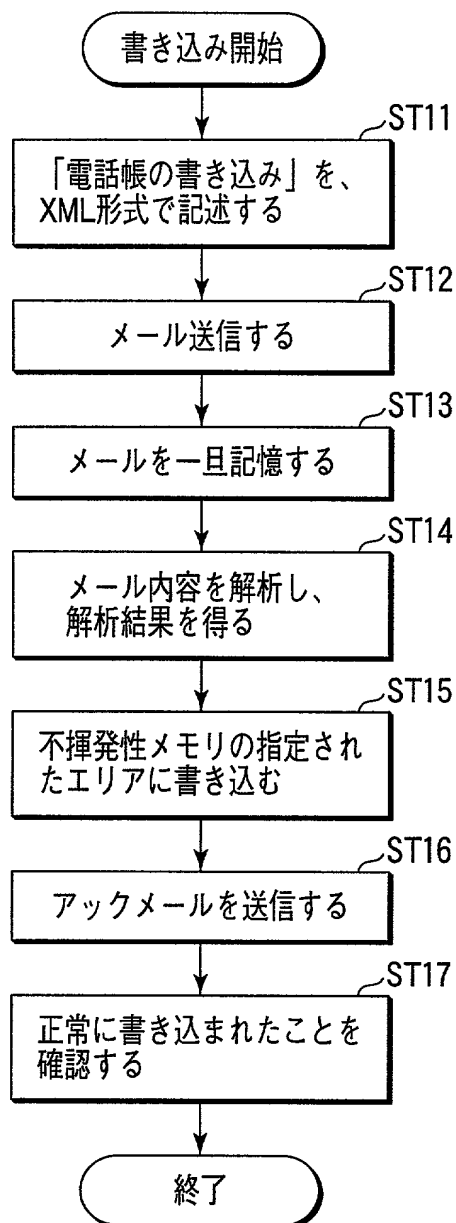 書き込み開始
ST11
「電話帳の書き込み」を、
XML形式で記述する
ST12
メール送信する
ST13
メールを一旦記憶する
ST14
メール内容を解析し、
解析結果を得る
ST15
不揮発性メモリの指定され
たエリアに書き込む
ST16
アックメールを送信する
ST17
正常に書き込まれたことを
確認する
終了